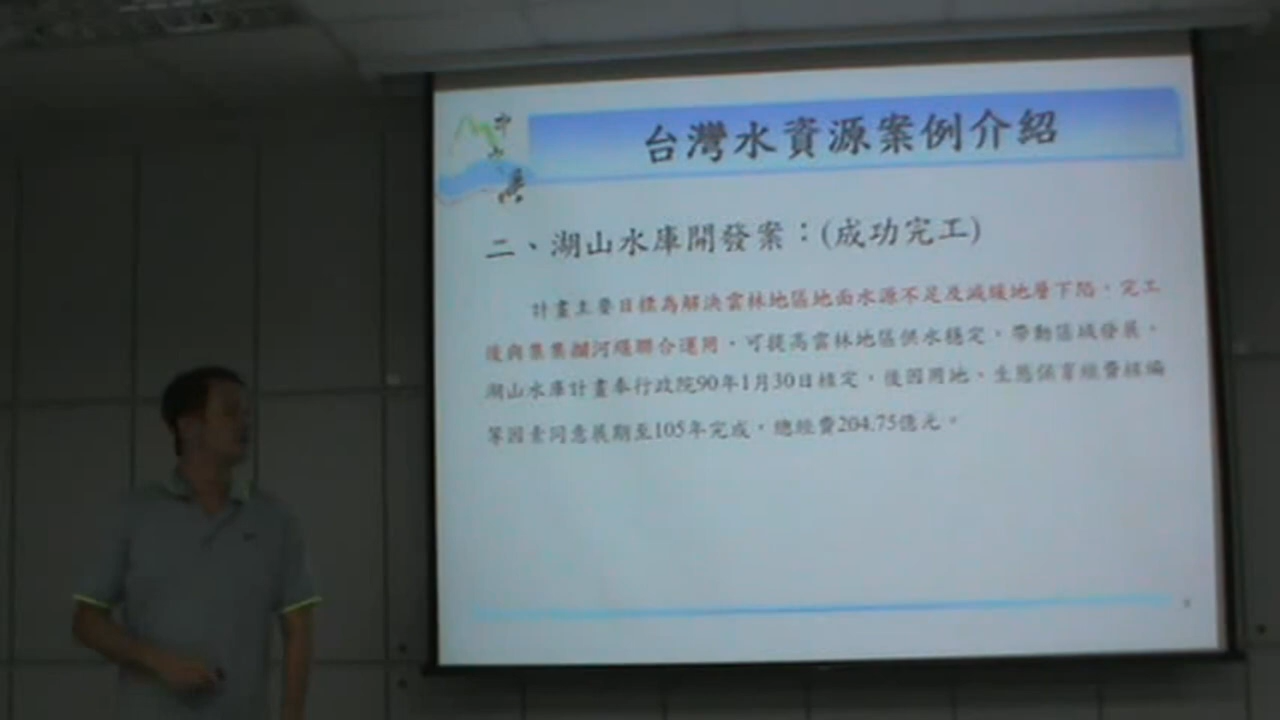 台灣水資源案例介紹
二、湖山水庫開發案：(成功完工)
計畫主要目標為解決雲林地區地面水源不足及減緩地層下陷，完工
後與集集攔河堰聯合運用，可提高雲林地區供水穩定，帶動區域發展。
湖山水庫計畫奉行政院90年1月30日核定，後因用地、生態保育經費核編
等因素同意展期至105年完成，總經費204.75億元。